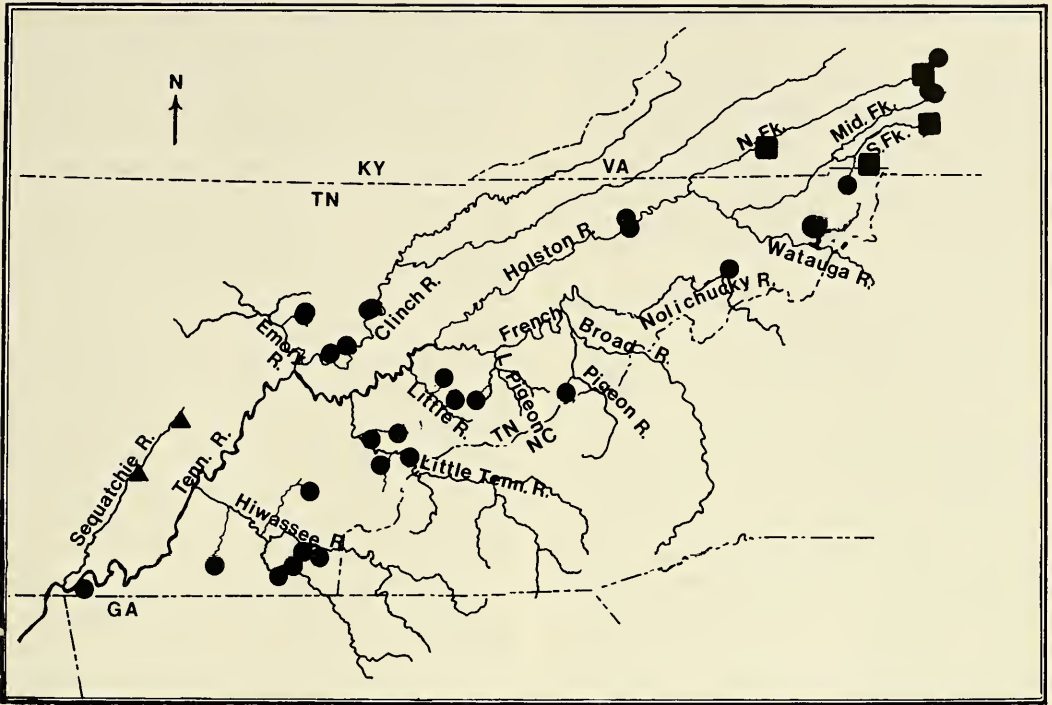 N
KY
VA
TN
N. Fk.
Mid. Fk.
S. Fk.
Holston R.
Watauga R.
Clinch R.
Emory R.
French Broad R.
Nolichucky R.
L. Pigeon R.
Pigeon R.
Little R.
TN
NC
Little Tenn. R.
Sequatchie R.
Tenn. R.
Hiwassee R.
GA